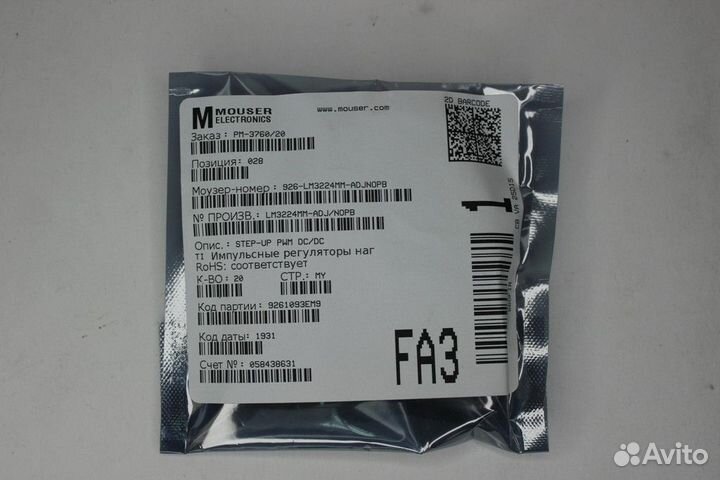 M MOUSER
ELECTRONICS
www.mouser.com
2D BARCODE
Заказ : PM-3760/20
Позиция: 028
Моузер-номер : 926-LM3224MM-ADJNOPB
№ ПРОИЗВ.: LM3224MM-ADJ/NOPB
Опис.: STEP-UP PWM DC/DC
TI Импульсные регуляторы наг
RoHS: соответствует
К-ВО: 20 СТР.: MY
Код партии: 9261093EM9
Код даты: 1931
Счет №: 058438631
1
FA3
Avito